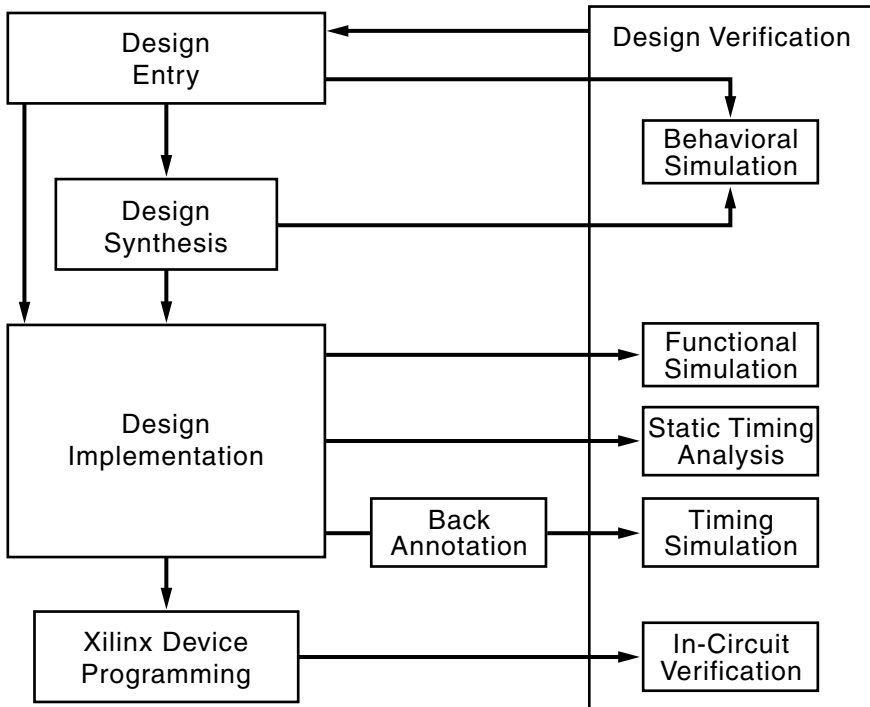 Design
Entry
Design Verification
Behavioral
Simulation
Design
Synthesis
Functional
Simulation
Design
Implementation
Static Timing
Analysis
Back
Annotation
Timing
Simulation
Xilinx Device
Programming
In-Circuit
Verification